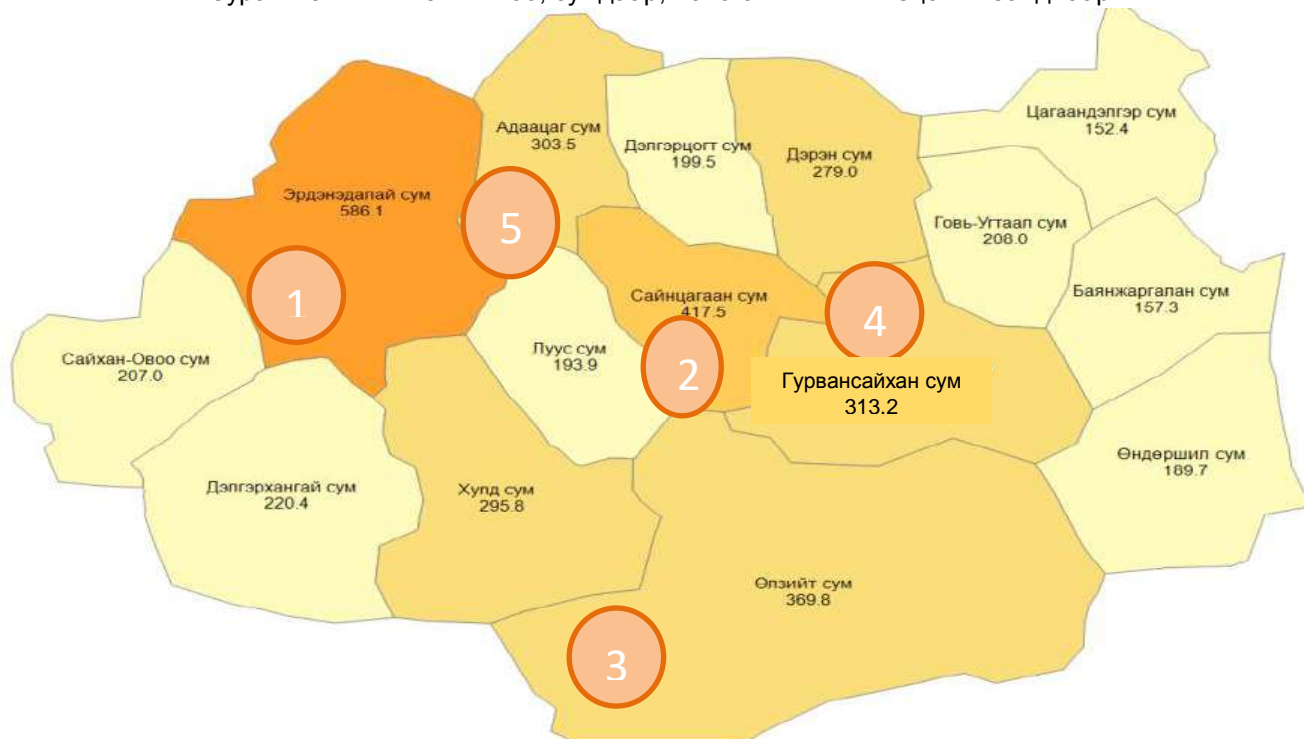 Адаацаг сум
303.5
Дэлгэрцогт сум
199.5
Дэрэн сум
279.0
Цагаандэлгэр сум
152.4
Эрдэнэдалай сум
586.1
5
Говь-Угтаал сум
208.0
1
Сайнцагаан сум
417.5
4
Баянжаргалан сум
157.3
Сайхан-Овоо сум
207.0
Луус сум
193.9
2
Гурвансайхан сум
313.2
Өндөршил сум
189.7
Дэлгэрхангай сум
220.4
Хулд сум
295.8
Өлзийт сум
369.8
3